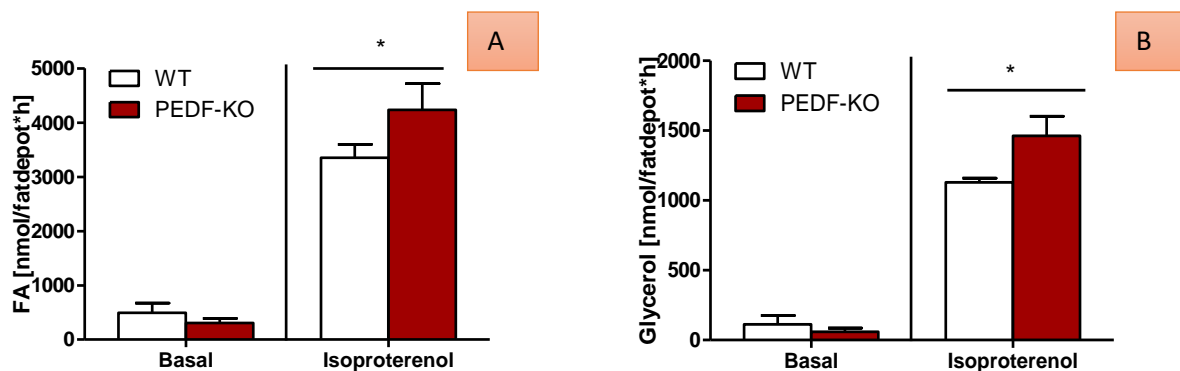 A
*
FA [nmol/fatdepot*h]
5000
4000
3000
2000
1000
0
WT
PEDF-KO
Basal
Isoproterenol
B
*
Glycerol [nmol/fatdepot*h]
2000
1500
1000
500
0
WT
PEDF-KO
Basal
Isoproterenol